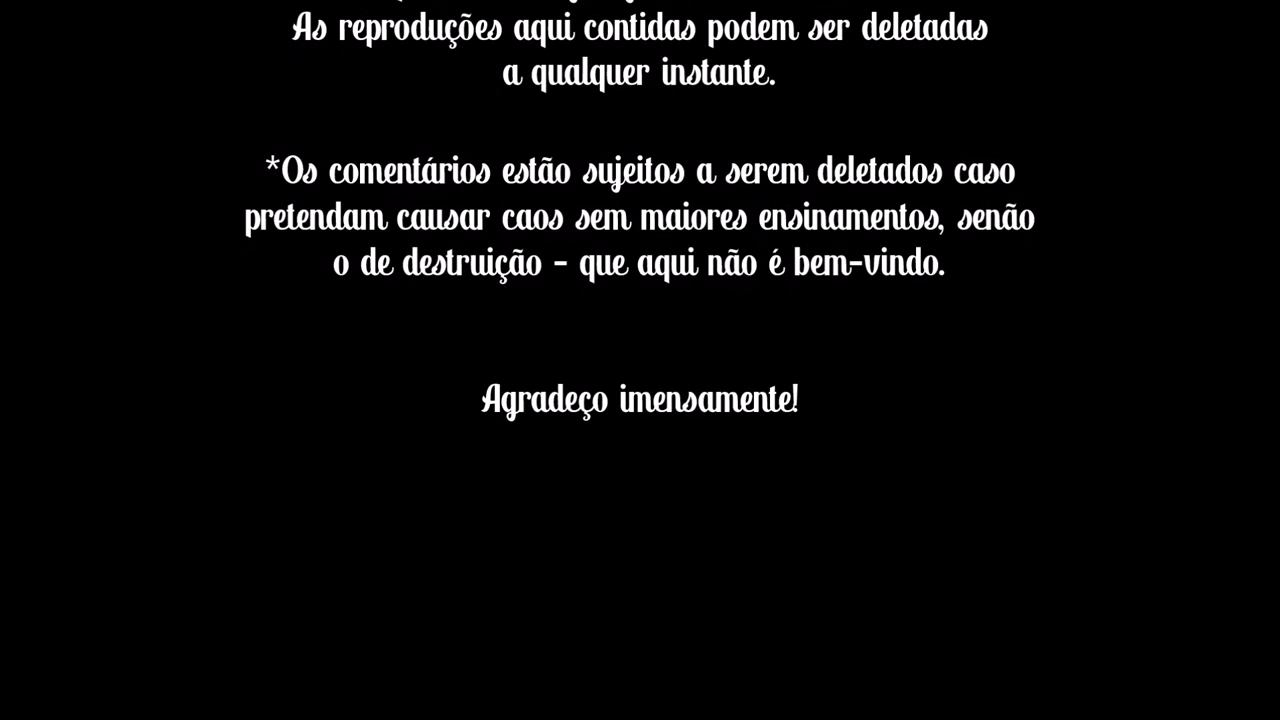 As reproduções aqui contidas podem ser deletadas
a qualquer instante.
*Os comentários estão sujeitos a serem deletados caso
pretendam causar caos sem maiores ensinamentos, senão
o de destruição - que aqui não é bem-vindo.
Agradeço imensamente!